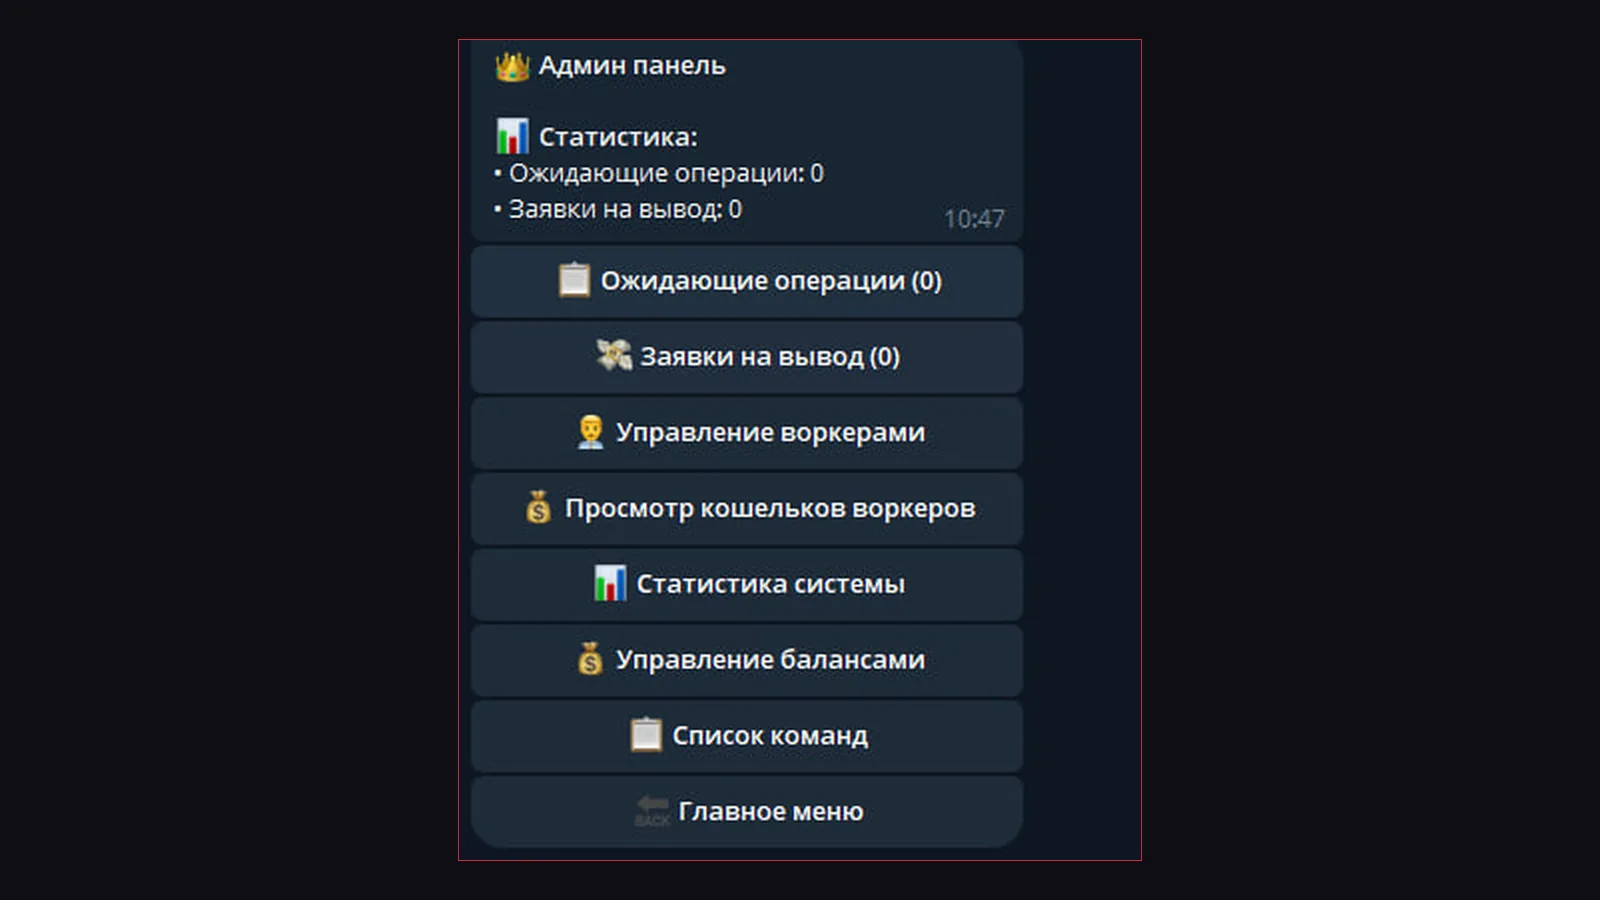 Админ панель
Статистика:
• Ожидающие операции: 0
• Заявки на вывод: 0
10:47
Ожидающие операции (0)
Заявки на вывод (0)
Управление воркерами
Просмотр кошельков воркеров
Статистика системы
Управление балансами
Список команд
BACK Главное меню